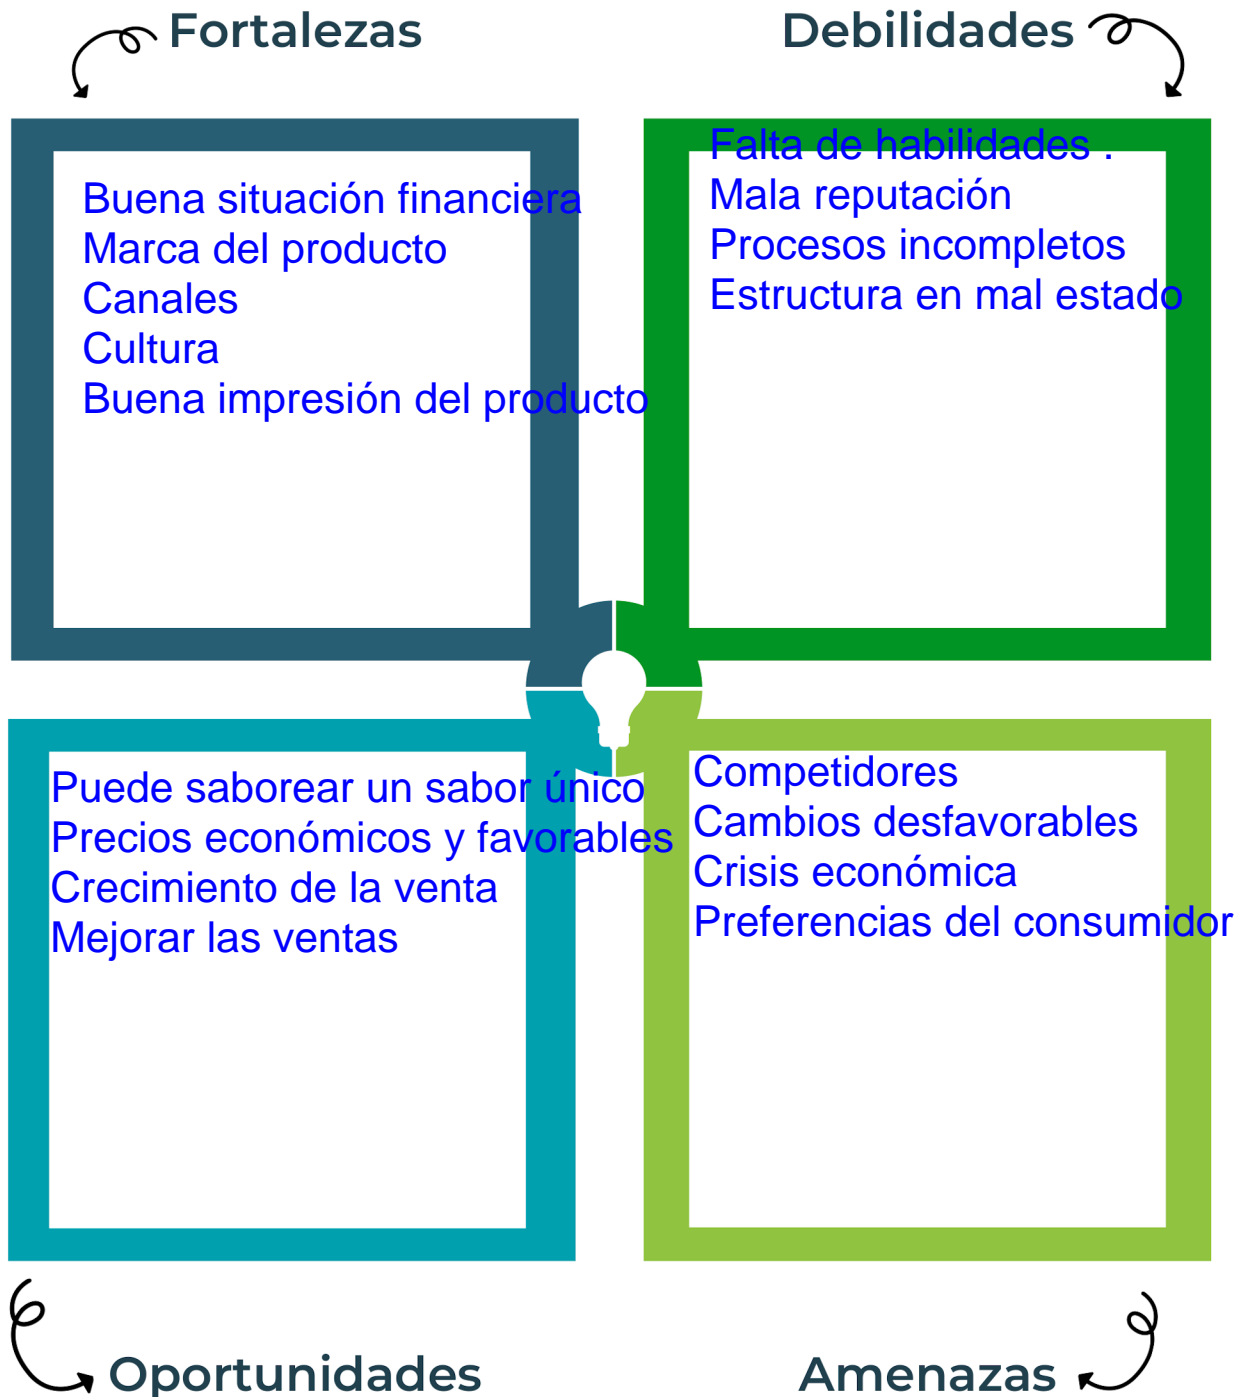 Fortalezas
Buena situación financiera
Marca del producto
Canales
Cultura
Buena impresión del producto
Debilidades
Falta de habilidades .
Mala reputación
Procesos incompletos
Estructura en mal estado
Puede saborear un sabor único
Precios económicos y favorables
Crecimiento de la venta
Mejorar las ventas
Oportunidades
Competidores
Cambios desfavorables
Crisis económica
Preferencias del consumidor
Amenazas